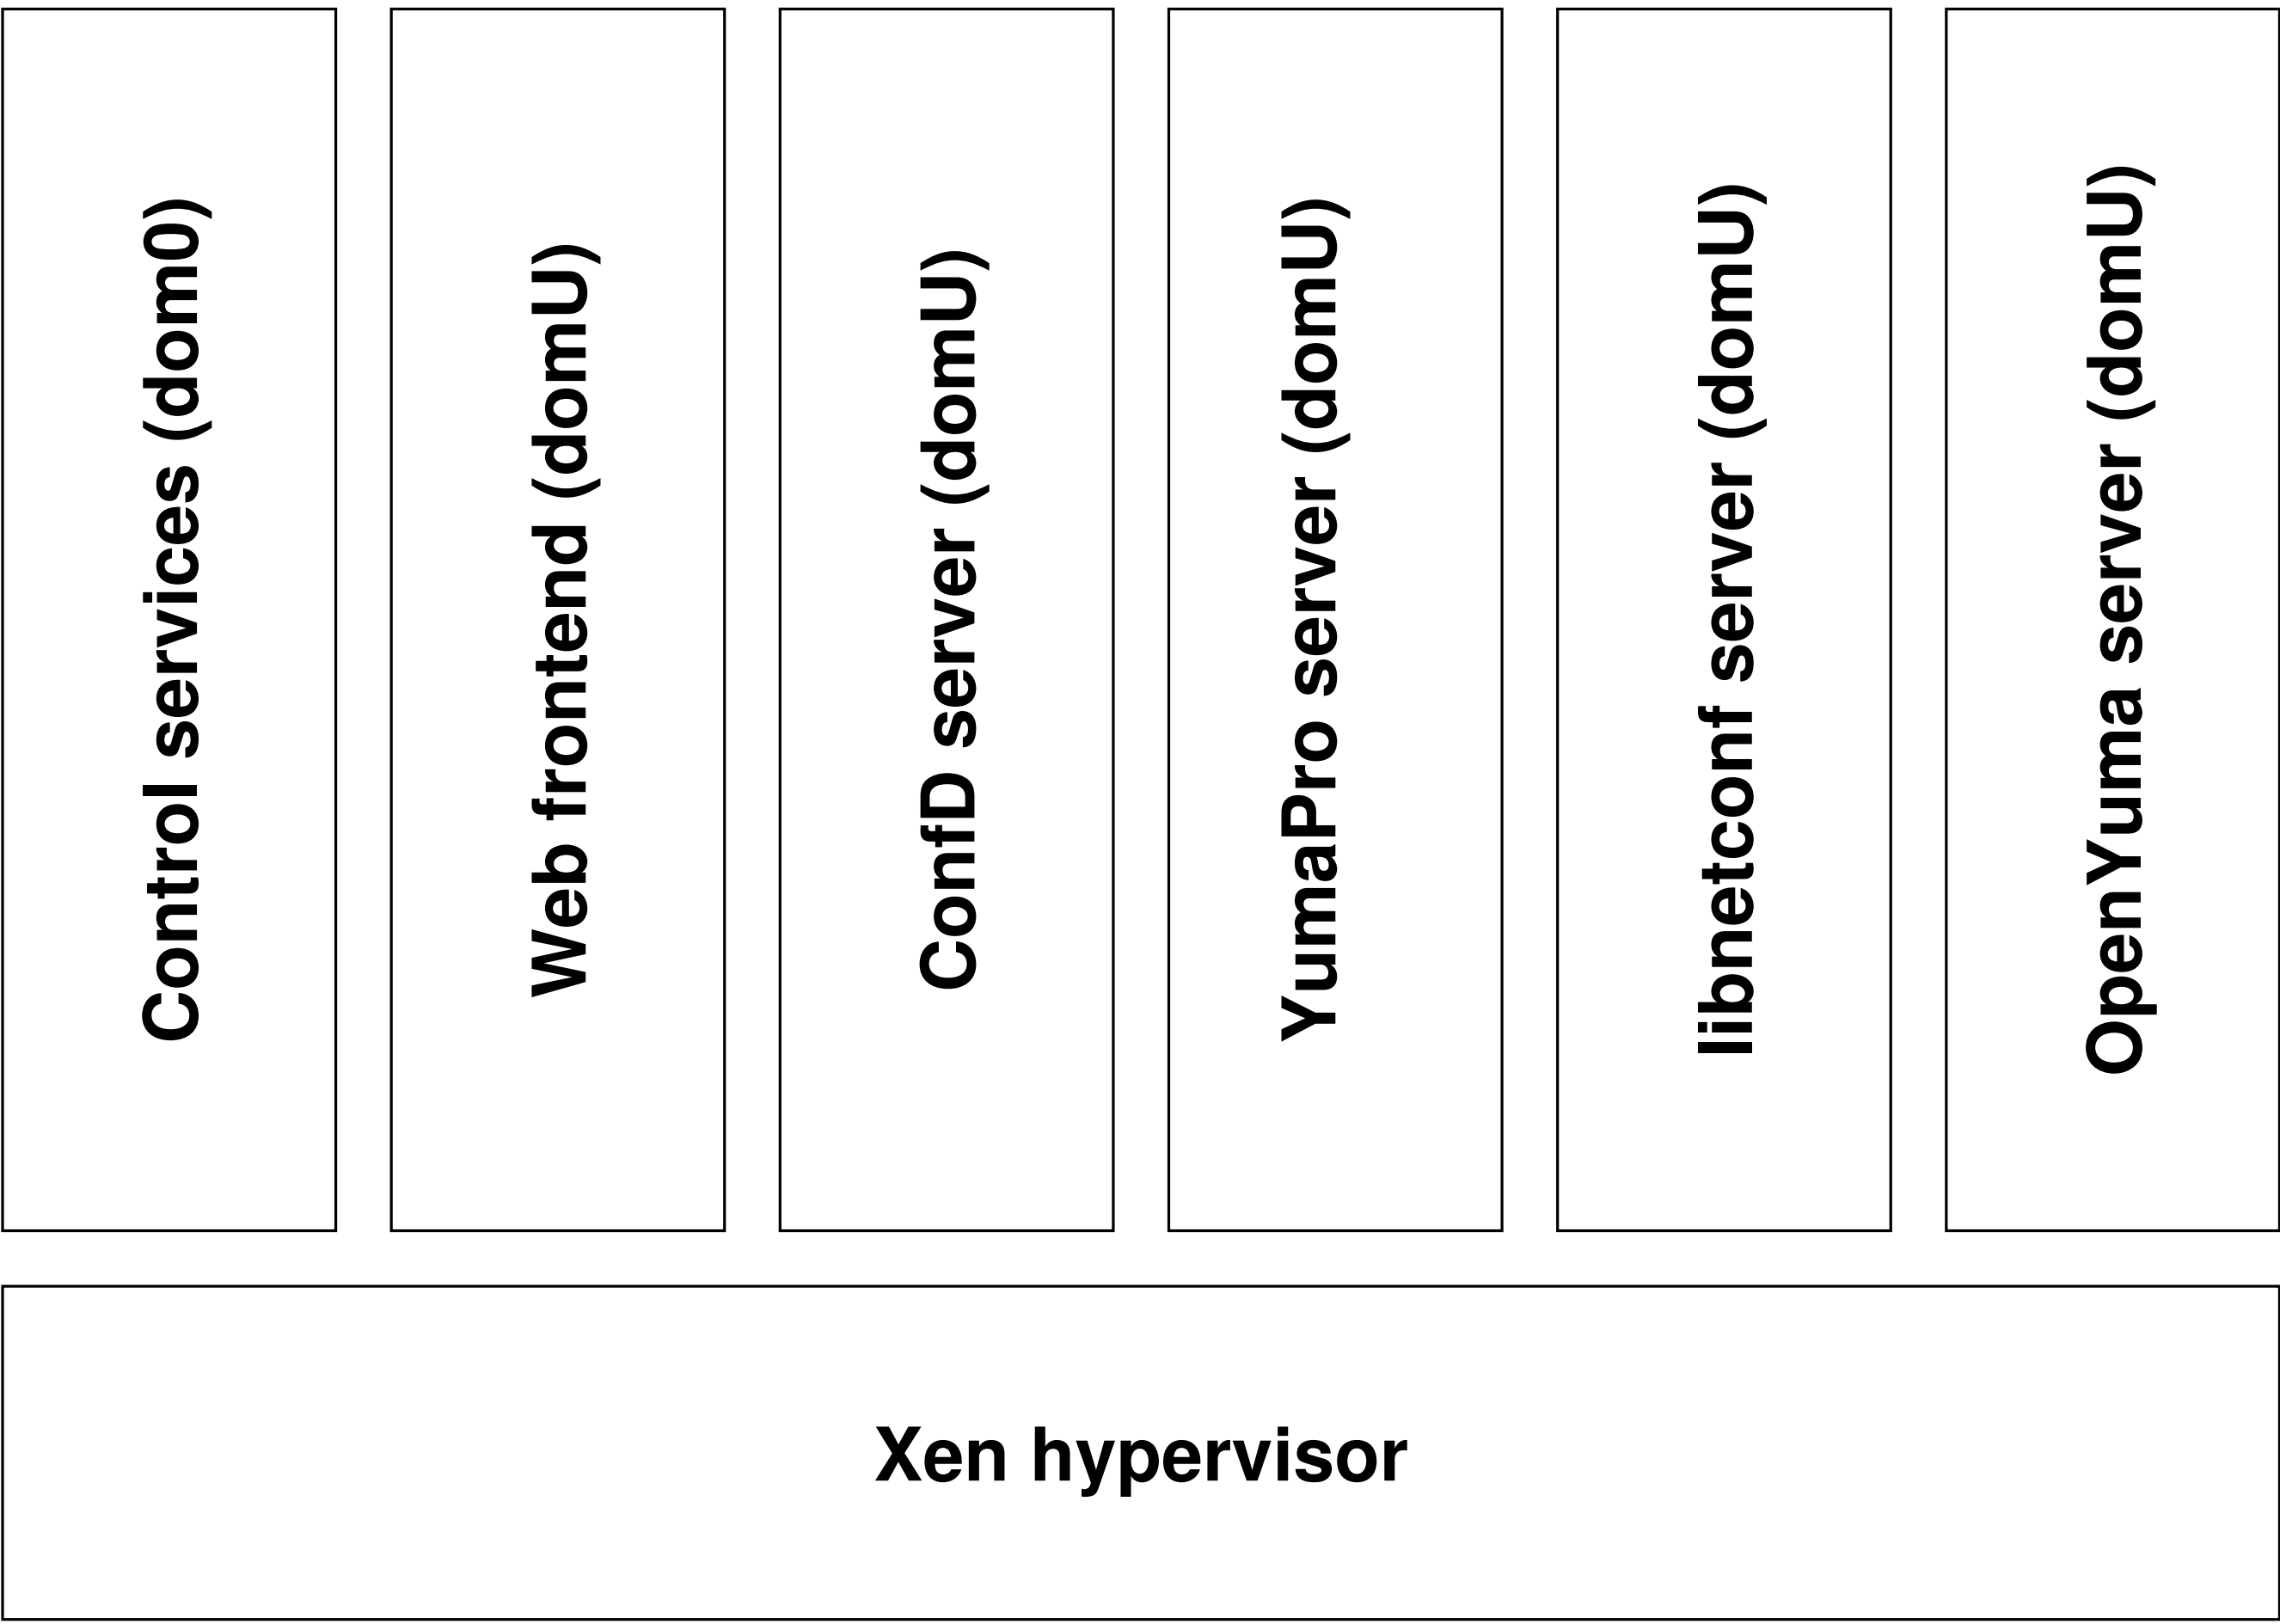 Control services (dom0)
Web frontend (domU)
ConfD server (domU)
YumaPro server (domU)
libnetconf server (domU)
OpenYuma server (domU)
Xen hypervisor